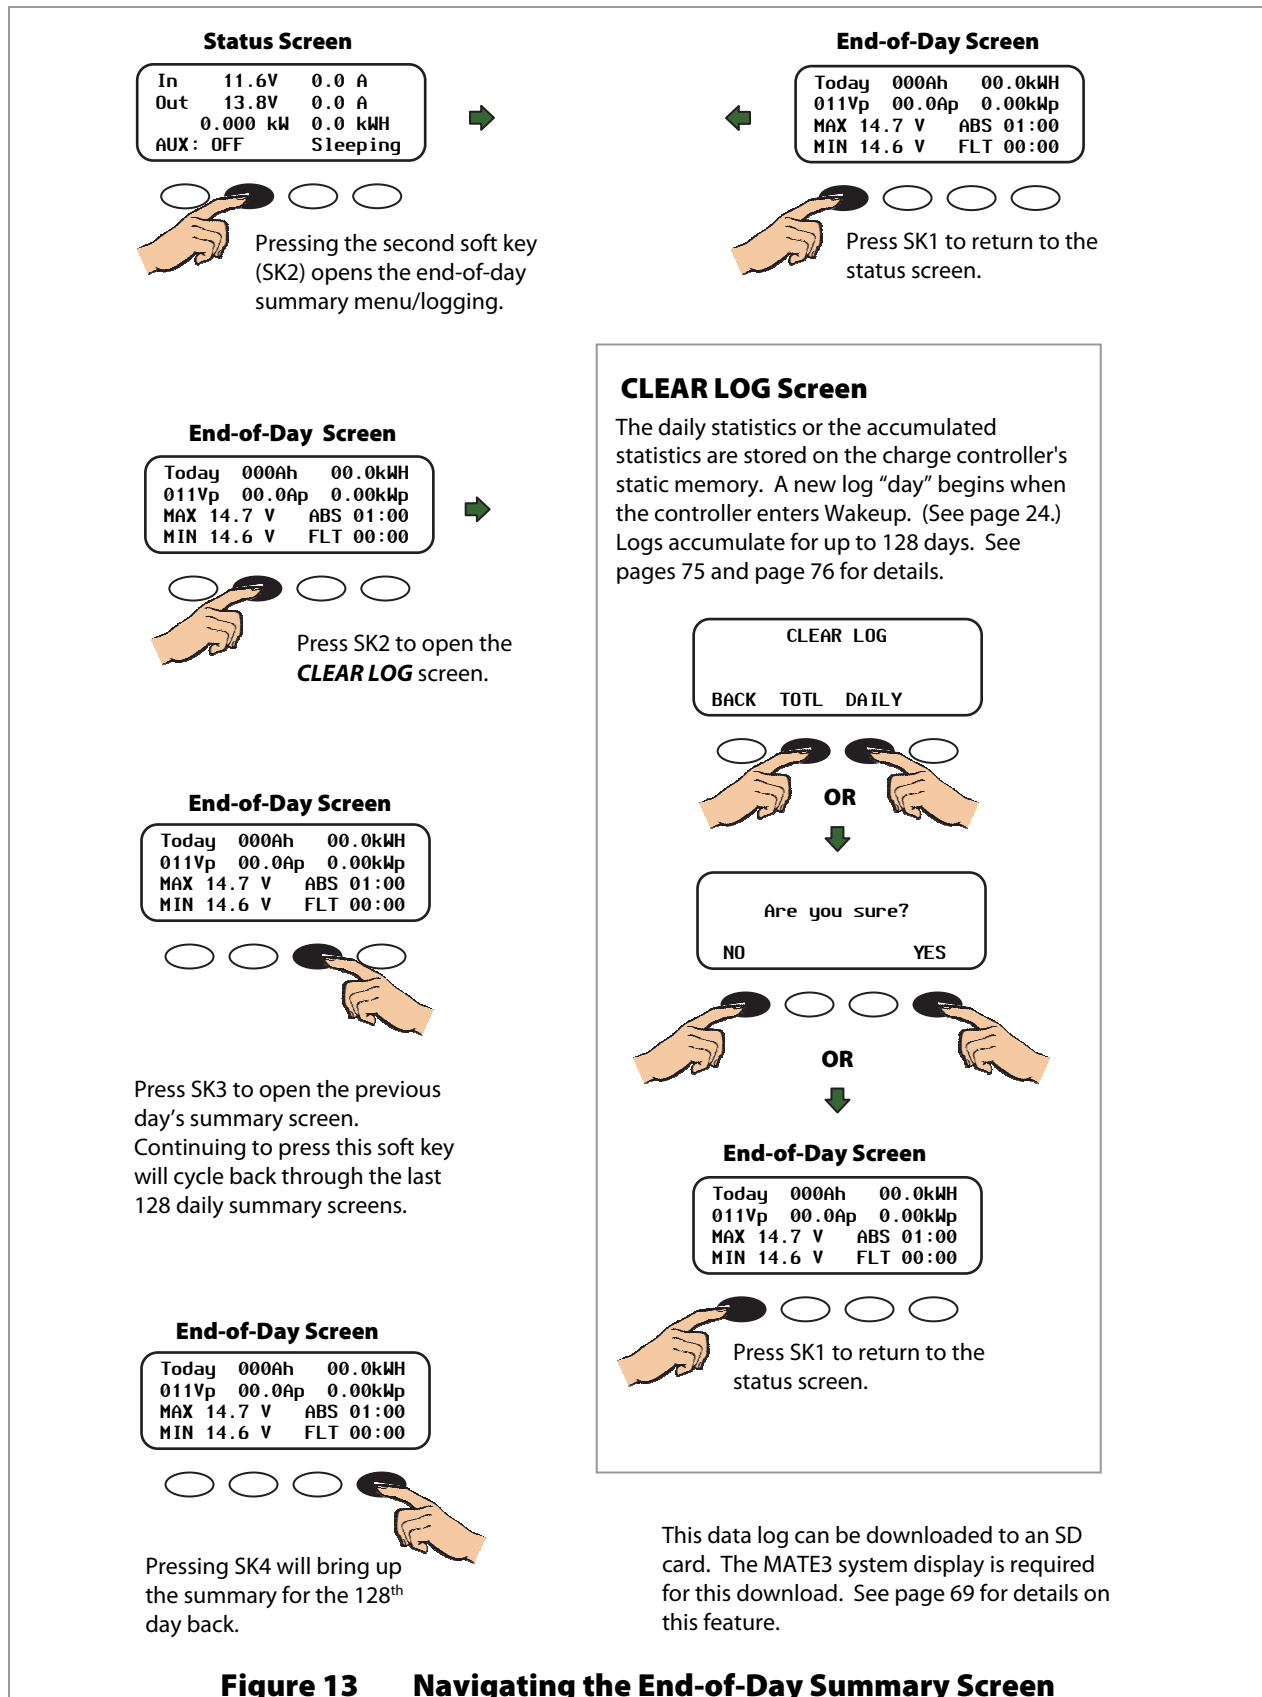 Status Screen
In 11.6V 0.0 A
Out 13.8V 0.0 A
0.000 kW 0.0 kWH
AUX: OFF Sleeping
Pressing the second soft key
(SK2) opens the end-of-day
summary menu/logging.
End-of-Day Screen
Today 000Ah 00.0kWH
011Vp 00.0Ap 0.00kWp
MAX 14.7 V ABS 01:00
MIN 14.6 V FLT 00:00
Press SK1 to return to the
status screen.
End-of-Day Screen
Today 000Ah 00.0kWH
011Vp 00.0Ap 0.00kWp
MAX 14.7 V ABS 01:00
MIN 14.6 V FLT 00:00
Press SK2 to open the
CLEAR LOG screen.
End-of-Day Screen
Today 000Ah 00.0kWH
011Vp 00.0Ap 0.00kWp
MAX 14.7 V ABS 01:00
MIN 14.6 V FLT 00:00
Press SK3 to open the previous
day's summary screen.
Continuing to press this soft key
will cycle back through the last
128 daily summary screens.
End-of-Day Screen
Today 000Ah 00.0kWH
011Vp 00.0Ap 0.00kWp
MAX 14.7 V ABS 01:00
MIN 14.6 V FLT 00:00
Pressing SK4 will bring up
the summary for the 128th
day back.
CLEAR LOG Screen
The daily statistics or the accumulated
statistics are stored on the charge controller's
static memory. A new log “day” begins when
the controller enters Wakeup. (See page 24.)
Logs accumulate for up to 128 days. See
pages 75 and page 76 for details.
CLEAR LOG
BACK TOTL DAILY
OR
Are you sure?
NO YES
OR
End-of-Day Screen
Today 000Ah 00.0kWH
011Vp 00.0Ap 0.00kWp
MAX 14.7 V ABS 01:00
MIN 14.6 V FLT 00:00
Press SK1 to return to the
status screen.
This data log can be downloaded to an SD
card. The MATE3 system display is required
for this download. See page 69 for details on
this feature.
Figure 13 Navigating the End-of-Day Summary Screen